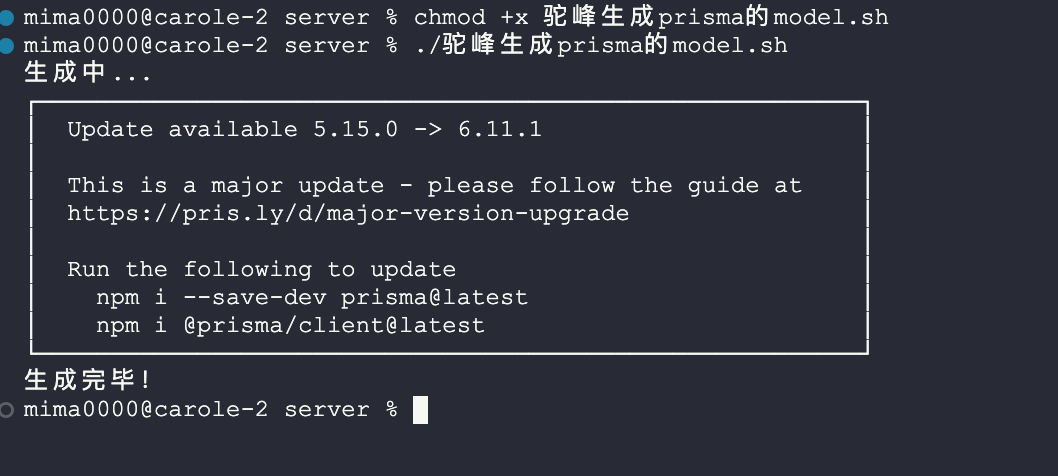 mima0000@carole-2 server % chmod +x 驼峰生成prisma的model.sh
mima0000@carole-2 server % ./驼峰生成prisma的model.sh
生成中...
Update available 5.15.0 -> 6.11.1
This is a major update - please follow the guide at
https://pris.ly/d/major-version-upgrade
Run the following to update
npm i --save-dev prisma@latest
npm i @prisma/client@latest
生成完毕!
mima0000@carole-2 server %